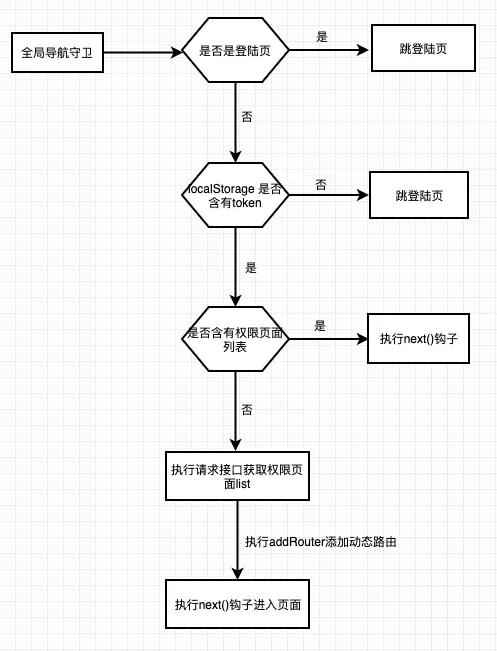 全局导航守卫
是否是登陆页
是
跳登陆页
否
localStorage 是否
含有token
否
跳登陆页
是
是否含有权限页面
列表
是
执行next()钩子
否
执行请求接口获取权限页
面list
执行addRouter添加动态路由
执行next()钩子进入页面